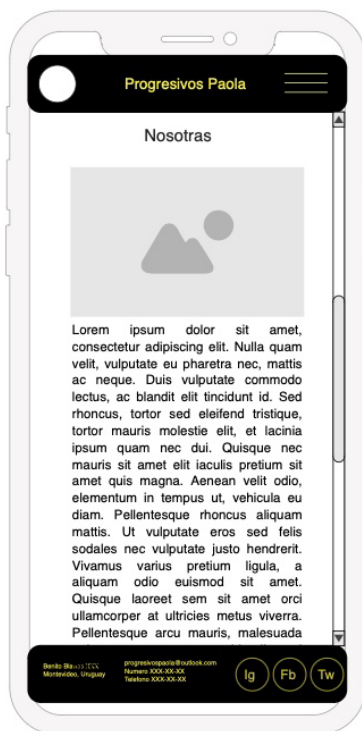 Progresivos Paola
Nosotras
Lorem ipsum dolor sit amet,
consectetur adipiscing elit. Nulla quam
velit, vulputate eu pharetra nec, mattis
ac neque. Duis vulputate commodo
lectus, ac blandit elit tincidunt id. Sed
rhoncus, tortor sed eleifend tristique,
tortor mauris molestie elit, et lacinia
ipsum quam nec dui. Quisque nec
mauris sit amet elit iaculis pretium sit
amet quis magna. Aenean velit odio,
elementum in tempus ut, vehicula eu
diam. Pellentesque rhoncus aliquam
mattis. Ut vulputate eros sed felis
sodales nec vulputate justo hendrerit.
Vivamus varius pretium ligula, a
aliquam odio euismod sit amet.
Quisque laoreet sem sit amet orci
ullamcorper at ultricies metus viverra.
Pellentesque arcu mauris, malesuada
Benito
Montevideo, Uruguay
progresivospaola@outlook.com
Numero XXX-XX-XX
Telefono XXX-XX-XX
Ig
Fb
Tw